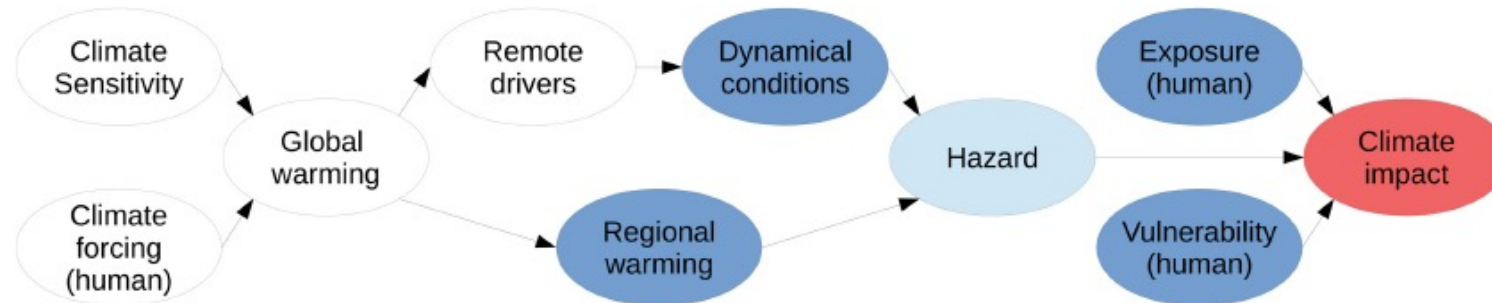 Climate
Sensitivity
Climate
forcing
(human)
Global
warming
Remote
drivers
Regional
warming
Dynamical
conditions
Hazard
Exposure
(human)
Vulnerability
(human)
Climate
impact